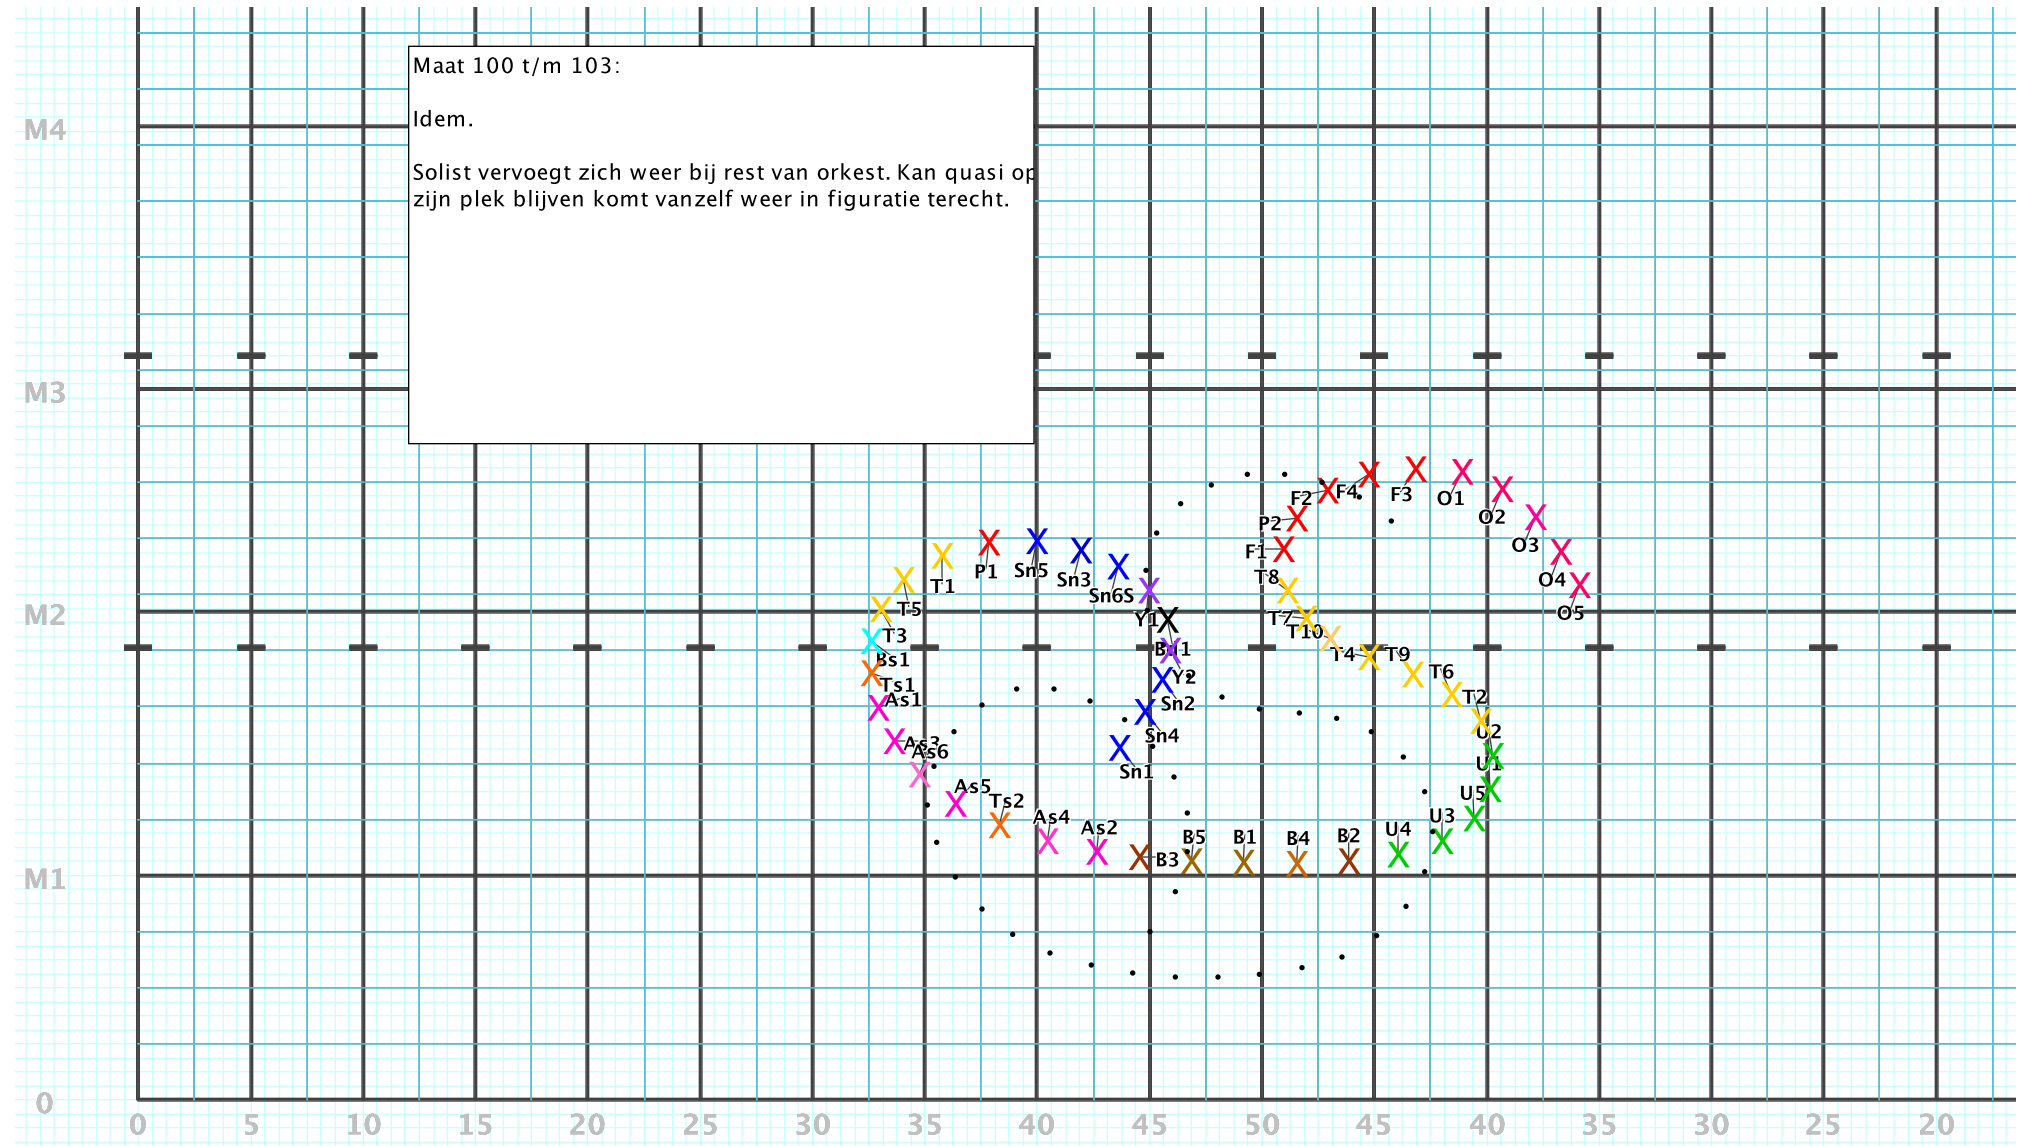 Maat 100 t/m 103:
Idem.
Solist vervoegt zich weer bij rest van orkest. Kan quasi op
zijn plek blijven komt vanzelf weer in figuratie terecht.
M4
M3
M2
M1
0
F2
F4
F3
O1
O2
P2
O3
F1
O4
O5
T8
T7
T10
T4
T9
T6
T2
U2
U1
U5
U3
U4
P1
Sn5
Sn3
Sn6S
T1
T5
T3
Y1
Bs1
Y2
Ts1
As1
Sn2
Sn4
Sn1
As3
As6
As5
Ts2
As4
As2
B3
B5
B1
B4
B2
0 5 10 15 20 25 30 35 40 45 50 45 40 35 30 25 20